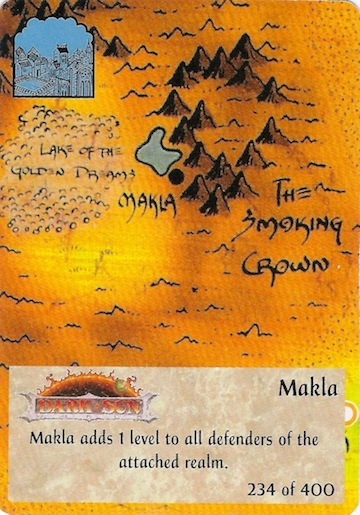 LAKE OF THE
GOLDEN DREAMS
MAKLA
THE
SMOKING
CROWN
DARK SUN
Makla
Makla adds 1 level to all defenders of the
attached realm.
234 of 400